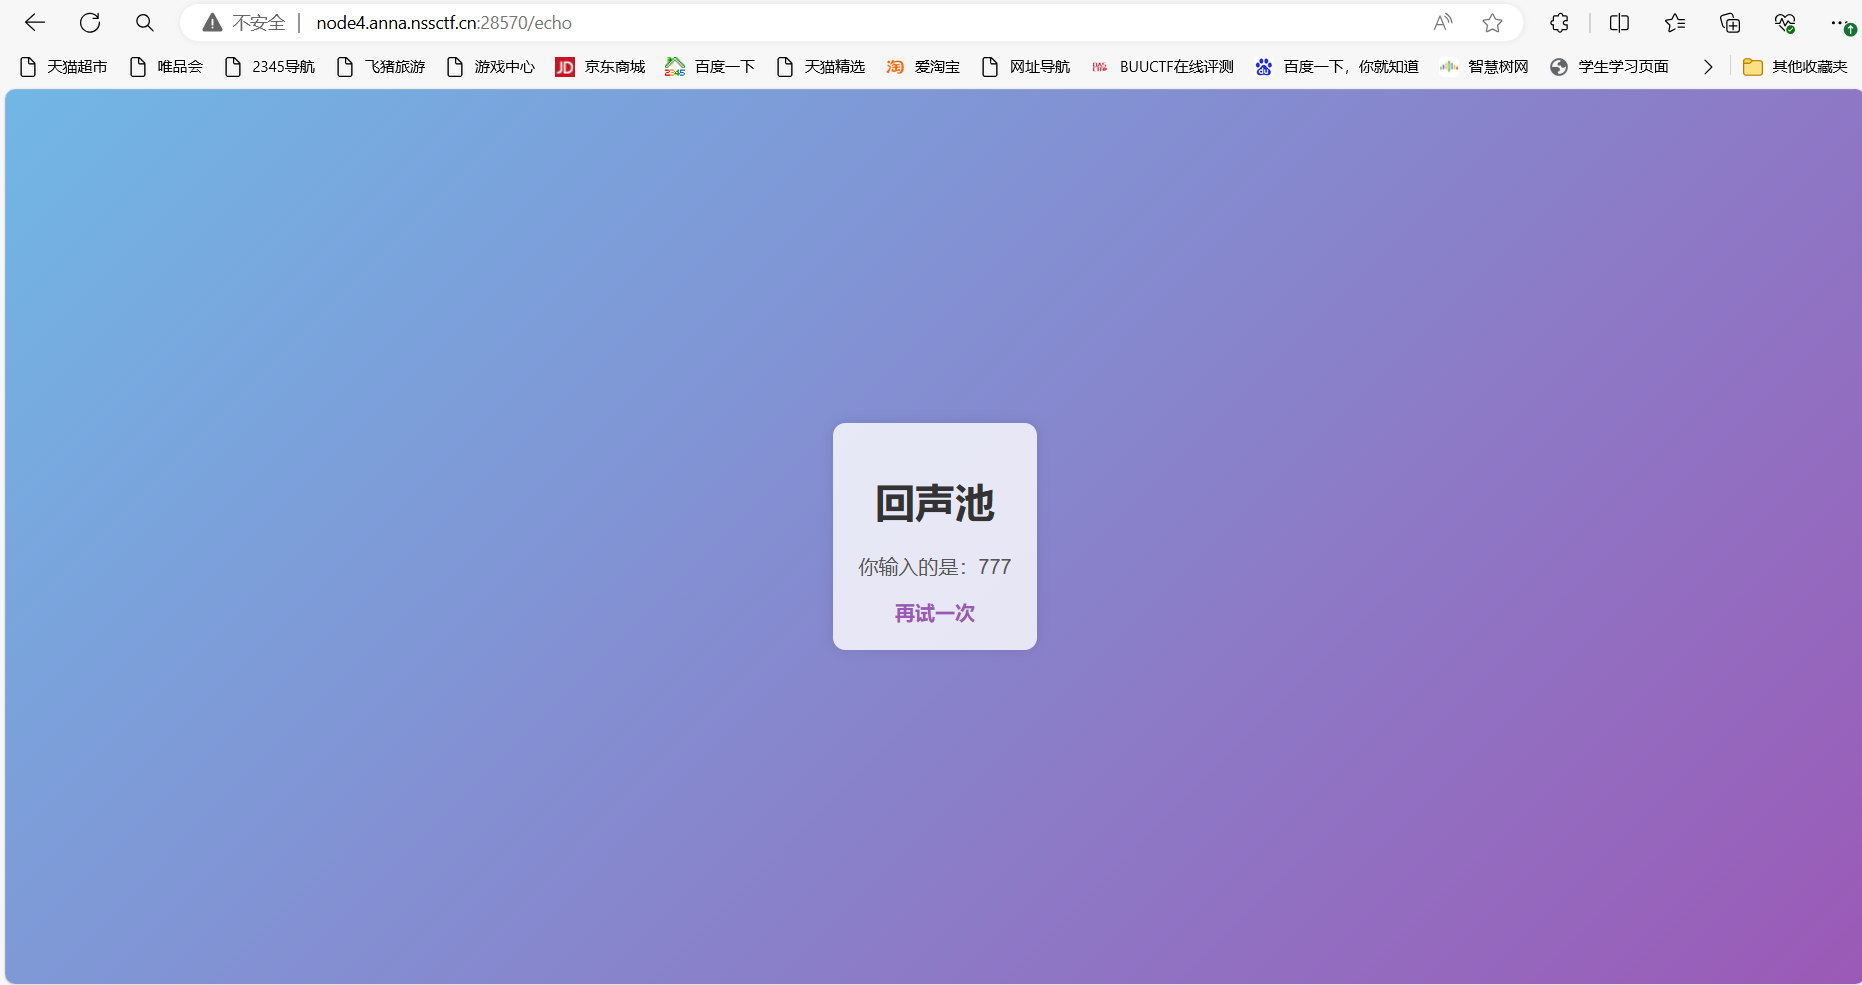 不安全 node4.anna.nssctf.cn:28570/echo
天猫超市 唯品会 2345导航 飞猪旅游 游戏中心 JD 京东商城 2345 百度一下 天猫精选 淘 爱淘宝 网址导航 BUUCTF在线评测 du 百度一下，你就知道 智慧树网 学生学习页面 其他收藏夹
回声池
你输入的是：777
再试一次